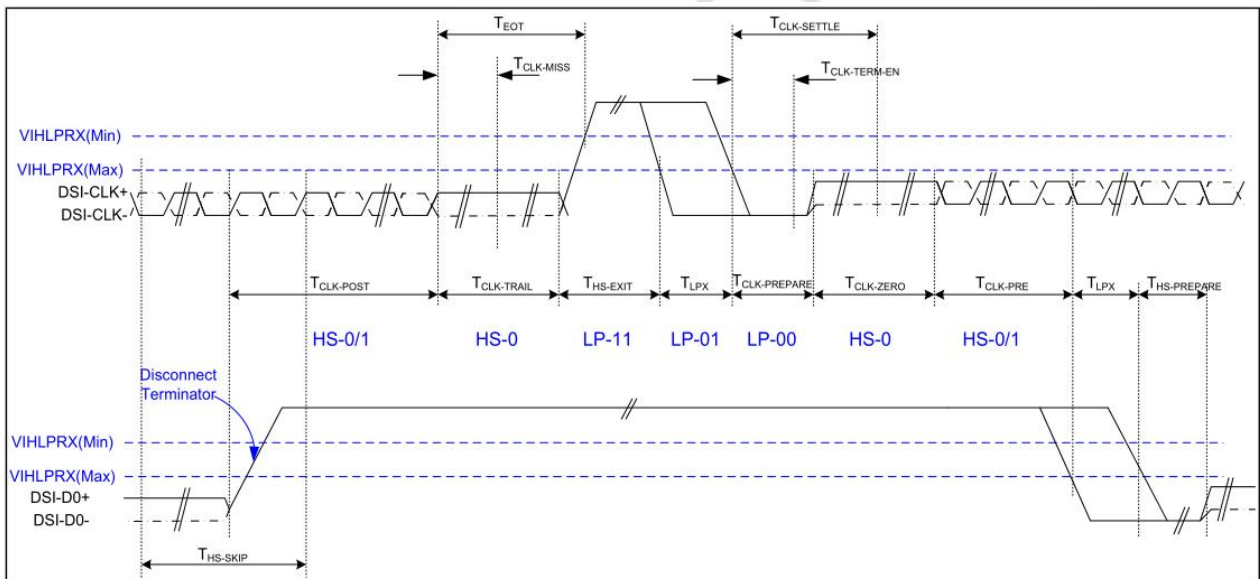 TEOT
TCLK-SETTLE
TCLK-MISS
TCLK-TERM-EN
VIHLPRX(Min)
VIHLPRX(Max)
DSI-CLK+
DSI-CLK-
TCLK-POST
TCLK-TRAIL
THS-EXIT
TLPX
TCLK-PREPARE
TCLK-ZERO
TCLK-PRE
TLPX
THS-PREPARE
HS-0/1
HS-0
LP-11
LP-01
LP-00
HS-0
HS-0/1
Disconnect
Terminator
VIHLPRX(Min)
VIHLPRX(Max)
DSI-D0+
DSI-D0-
THS-SKIP